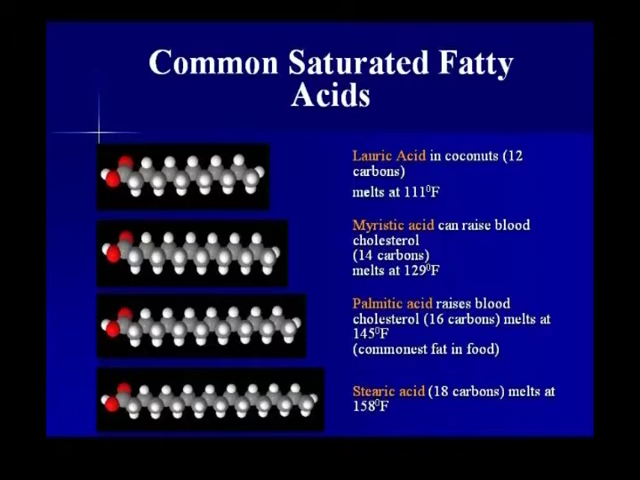 Common Saturated Fatty
Acids
Lauric Acid in coconuts (12
carbons)
melts at 111⁰F
Myristic acid can raise blood
cholesterol
(14 carbons)
melts at 129⁰F
Palmitic acid raises blood
cholesterol (16 carbons) melts at
145⁰F
(commonest fat in food)
Stearic acid (18 carbons) melts at
158⁰F